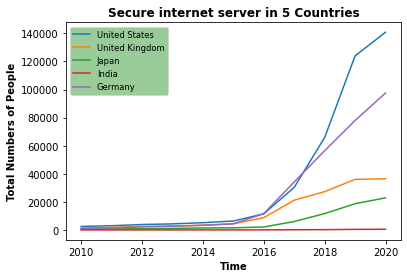 Secure internet server in 5 Countries
United States
United Kingdom
Japan
India
Germany
Total Numbers of People
140000
120000
100000
80000
60000
40000
20000
0
2010 2012 2014 2016 2018 2020
Time